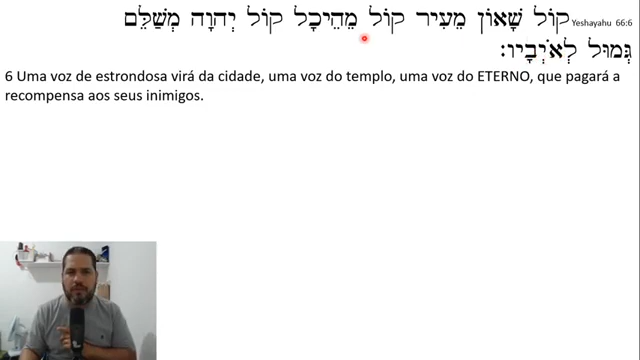 קוֹל שָׁאוֹן מֵעִיר קוֹל מֵהֵיכָל קוֹל יְהוָה מְשַׁלֵּם Yeshayahu 66:6
גְּמוּל לְאֹיְבָיו׃
6 Uma voz de estrondosa virá da cidade, uma voz do templo, uma voz do ETERNO, que pagará a
recompensa aos seus inimigos.